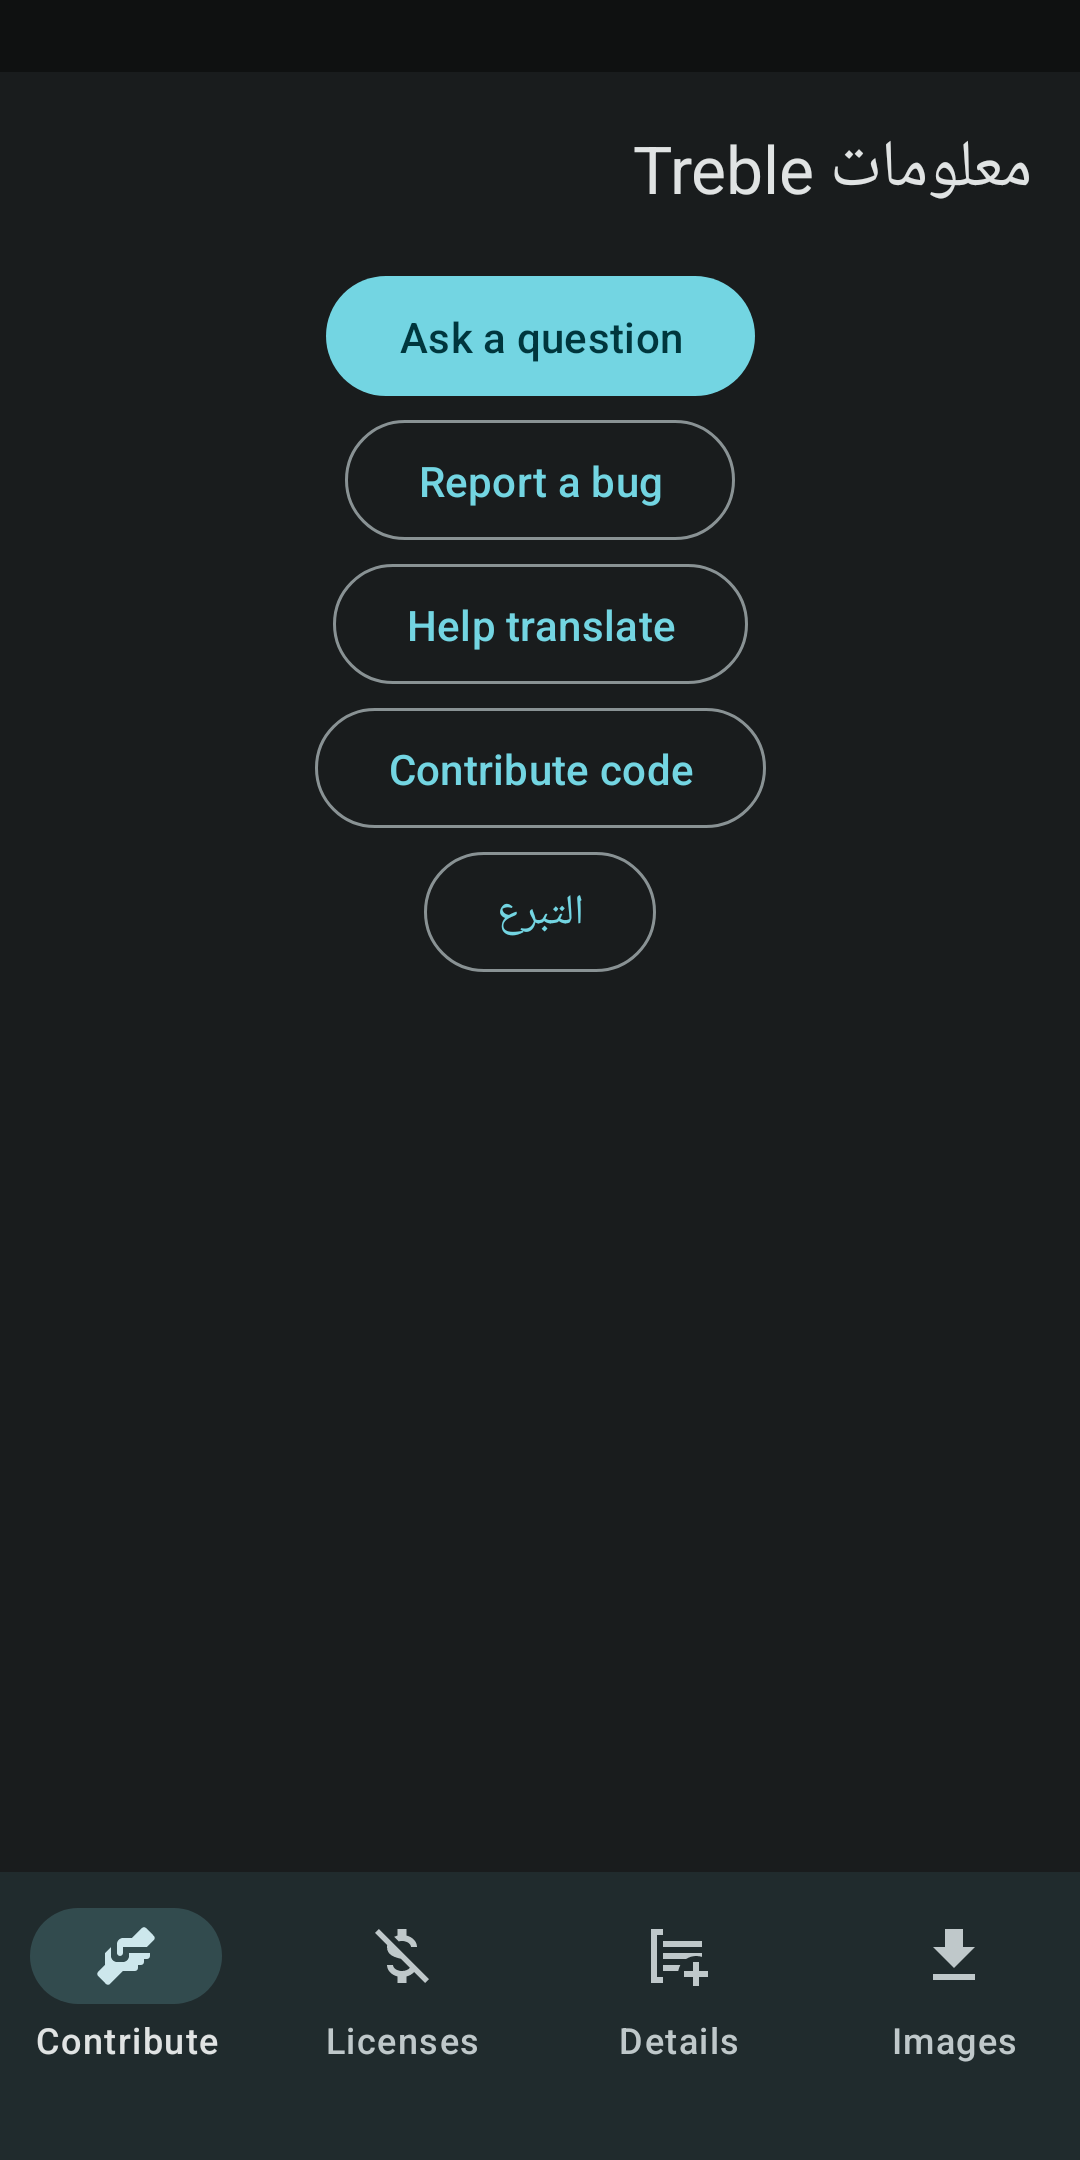 معلومات Treble
Ask a question
Report a bug
Help translate
Contribute code
التبرع
Images
Details
Licenses
Contribute